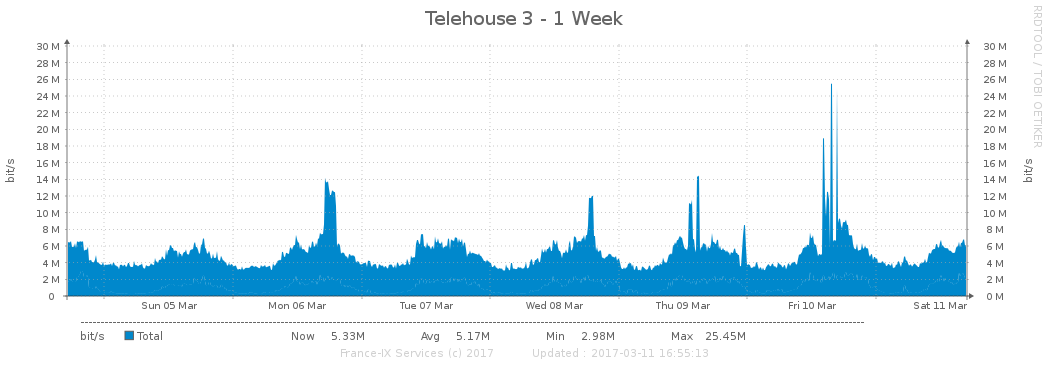 Telehouse 3 - 1 Week
RRDTOOL / TOBI OETIKER
bit/s
30 M 30 M
28 M 28 M
26 M 26 M
24 M 24 M
22 M 22 M
20 M 20 M
18 M 18 M
16 M 16 M
14 M 14 M
12 M 12 M
10 M 10 M
8 M 8 M
6 M 6 M
4 M 4 M
2 M 2 M
0 0 M
bit/s
Sun 05 Mar Mon 06 Mar Tue 07 Mar Wed 08 Mar Thu 09 Mar Fri 10 Mar Sat 11 Mar
bit/s Total Now 5.33M Avg 5.17M Min 2.98M Max 25.45M
France-IX Services (c) 2017 Updated : 2017-03-11 16:55:13